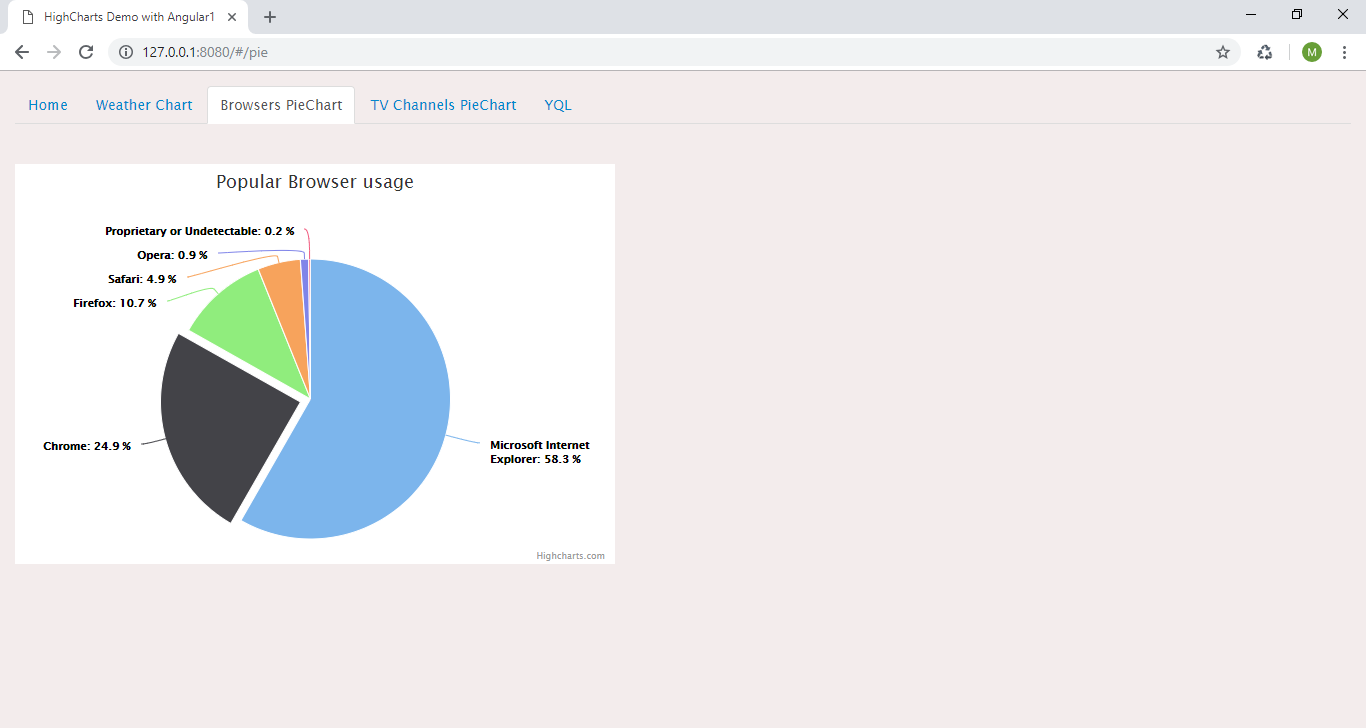 HighCharts Demo with Angular1
127.0.0.1:8080/#/pie
M
Home Weather Chart Browsers PieChart TV Channels PieChart YQL
Popular Browser usage
Proprietary or Undetectable: 0.2 %
Opera: 0.9 %
Safari: 4.9 %
Firefox: 10.7 %
Chrome: 24.9 %
Microsoft Internet
Explorer: 58.3 %
Highcharts.com